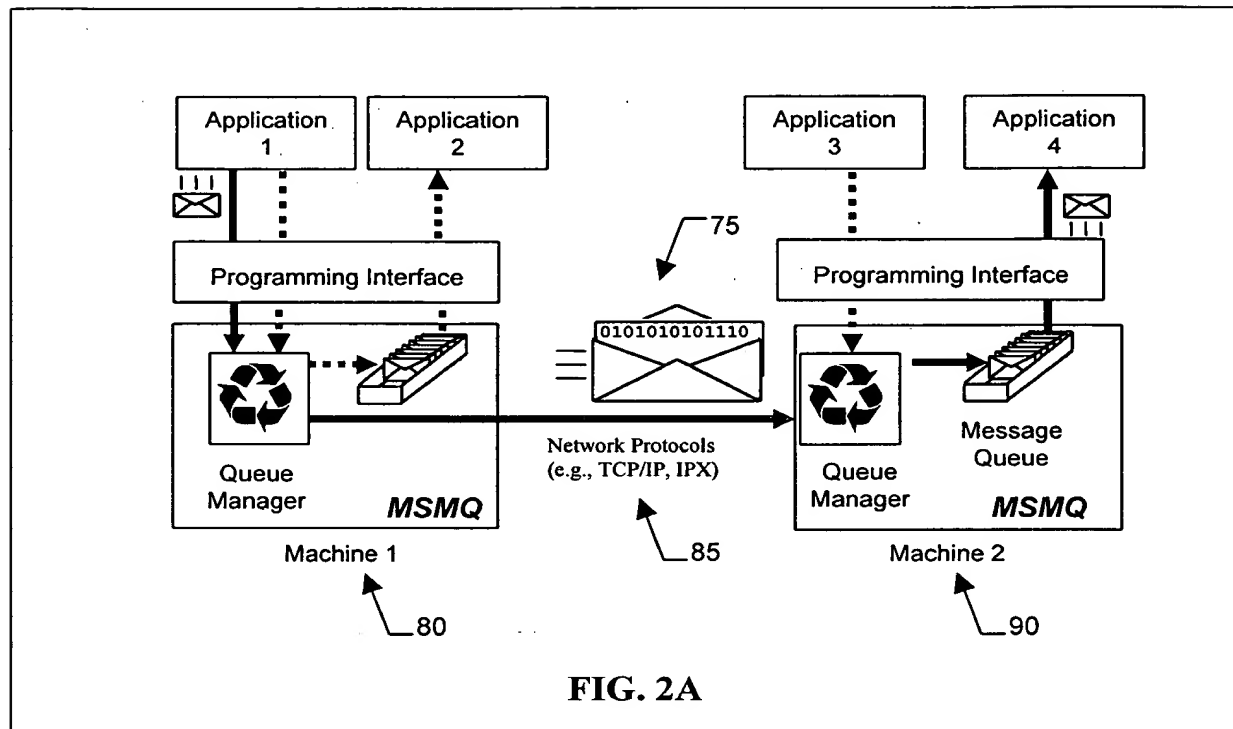 Application
1
Application
2
Application
3
Application
4
75
Programming Interface
Programming Interface
0101010101110
Network Protocols
(e.g., TCP/IP, IPX)
Queue
Manager
MSMQ
Message
Queue
Queue
Manager
MSMQ
Machine 1
85
Machine 2
80
90
FIG. 2A